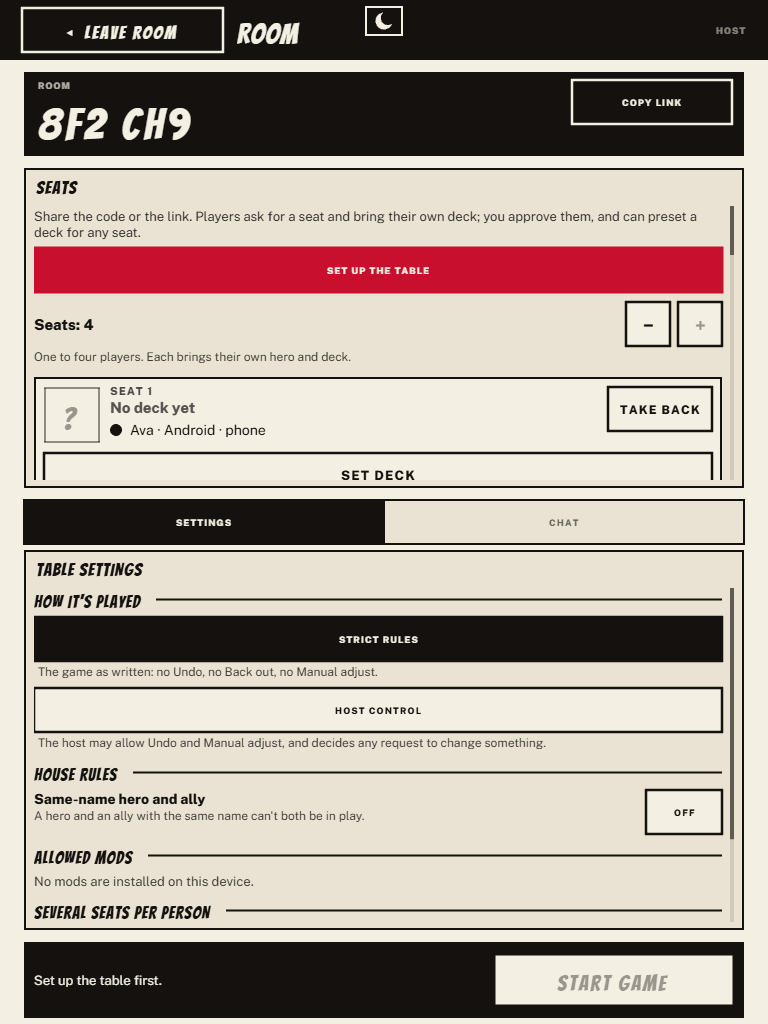 ◂ LEAVE ROOM
ROOM
HOST
ROOM
8F2 CH9
COPY LINK
SEATS
Share the code or the link. Players ask for a seat and bring their own deck; you approve them, and can preset a
deck for any seat.
SET UP THE TABLE
Seats: 4
−
+
One to four players. Each brings their own hero and deck.
?
SEAT 1
No deck yet
Ava · Android · phone
TAKE BACK
SET DECK
SETTINGS
CHAT
TABLE SETTINGS
HOW IT'S PLAYED
STRICT RULES
The game as written: no Undo, no Back out, no Manual adjust.
HOST CONTROL
The host may allow Undo and Manual adjust, and decides any request to change something.
HOUSE RULES
Same-name hero and ally
A hero and an ally with the same name can't both be in play.
OFF
ALLOWED MODS
No mods are installed on this device.
SEVERAL SEATS PER PERSON
Set up the table first.
START GAME